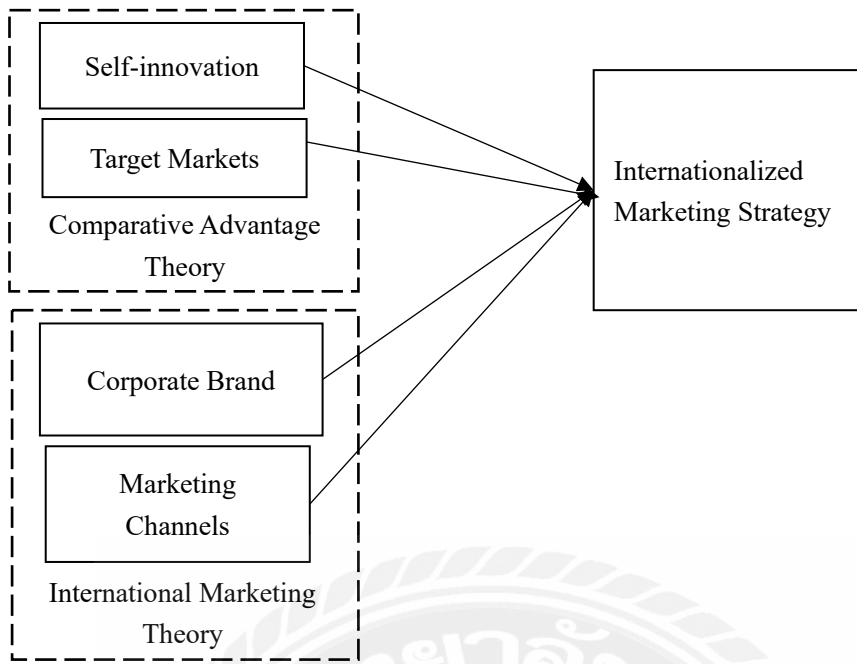 Self-innovation
Target Markets
Comparative Advantage
Theory
Corporate Brand
Marketing
Channels
International Marketing
Theory
Internationalized
Marketing Strategy